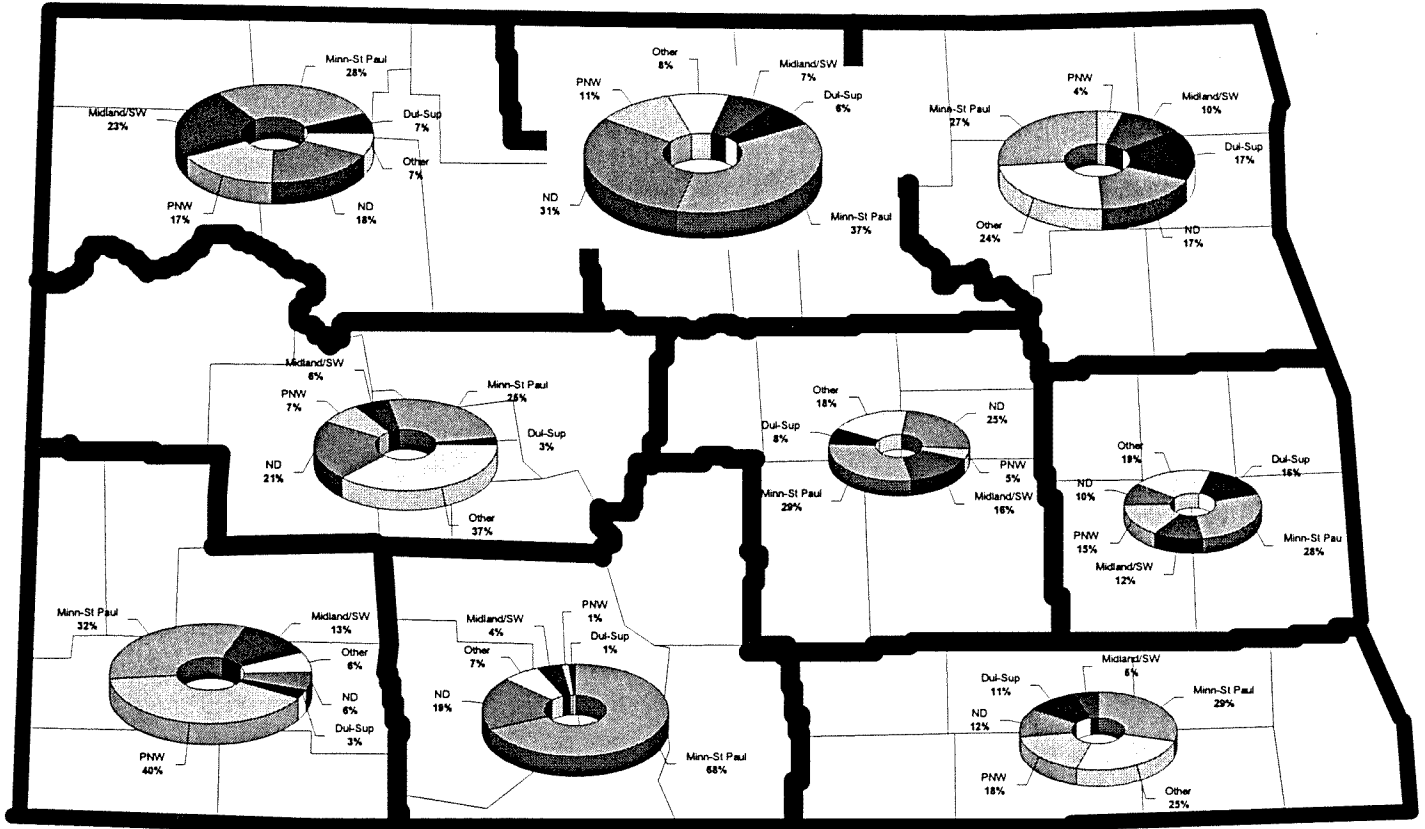 Minn-St Paul
28%
Midland/SW
23%
Dul-Sup
7%
Other
7%
PNW
17%
ND
18%
Other
8%
Midland/SW
7%
PNW
11%
Dul-Sup
6%
ND
31%
Minn-St Paul
37%
PNW
4%
Midland/SW
10%
Minn-St Paul
27%
Dul-Sup
17%
Other
24%
ND
17%
Midland/SW
6%
Minn-St Paul
25%
PNW
7%
Dul-Sup
3%
ND
21%
Other
37%
Other
18%
ND
25%
Dul-Sup
8%
PNW
5%
Minn-St Paul
29%
Midland/SW
16%
Other
19%
Dul-Sup
16%
ND
10%
PNW
15%
Minn-St Pau
28%
Midland/SW
12%
Minn-St Paul
32%
Midland/SW
13%
Other
6%
ND
6%
Dul-Sup
3%
PNW
40%
PNW
1%
Midland/SW
4%
Dul-Sup
1%
Other
7%
ND
19%
Minn-St Paul
68%
Midland/SW
6%
Dul-Sup
11%
Minn-St Paul
29%
ND
12%
PNW
18%
Other
25%